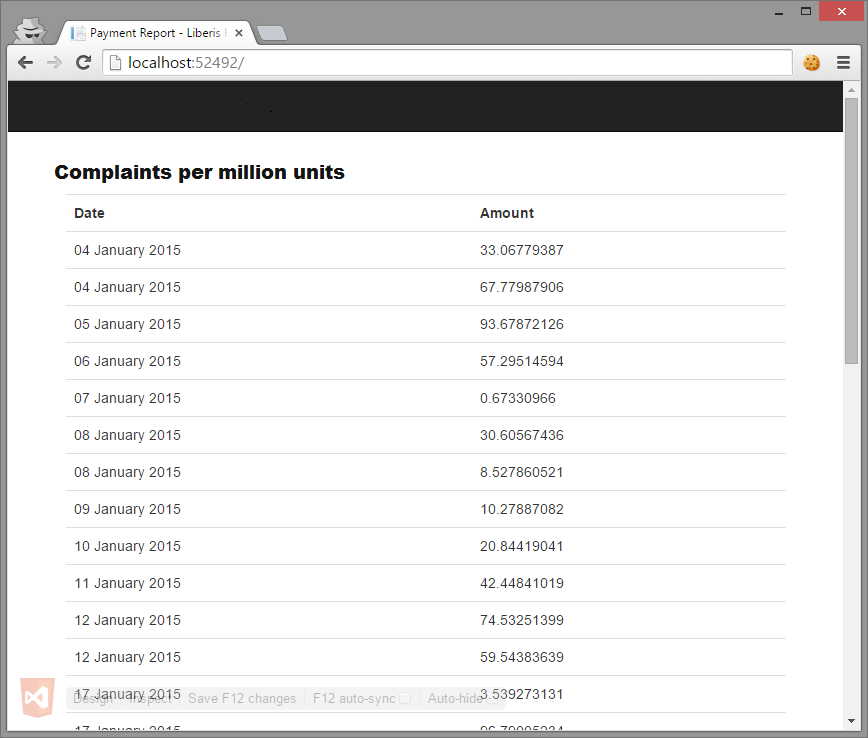 Payment Report - Liberis
localhost:52492/
Complaints per million units
Date Amount
04 January 2015 33.06779387
04 January 2015 67.77987906
05 January 2015 93.67872126
06 January 2015 57.29514594
07 January 2015 0.67330966
08 January 2015 30.60567436
08 January 2015 8.527860521
09 January 2015 10.27887082
10 January 2015 20.84419041
11 January 2015 42.44841019
12 January 2015 74.53251399
12 January 2015 59.54383639
17 January 2015 3.539273131
Design Inspect Save F12 changes F12 auto-sync Auto-hide
17 January 2015